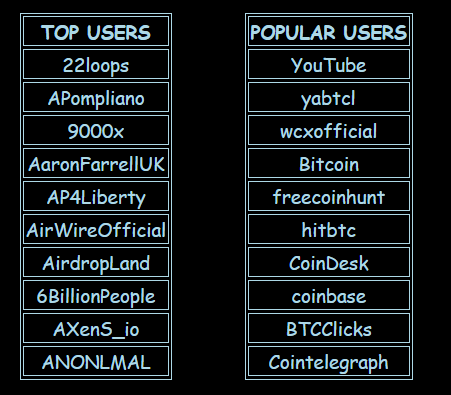 TOP USERS
22loops
APompliano
9000x
AaronFarrellUK
AP4Liberty
AirWireOfficial
AirdropLand
6BillionPeople
AXenS_io
ANONLMAL
POPULAR USERS
YouTube
yabtcl
wcxofficial
Bitcoin
freecoinhunt
hitbtc
CoinDesk
coinbase
BTCClicks
Cointelegraph